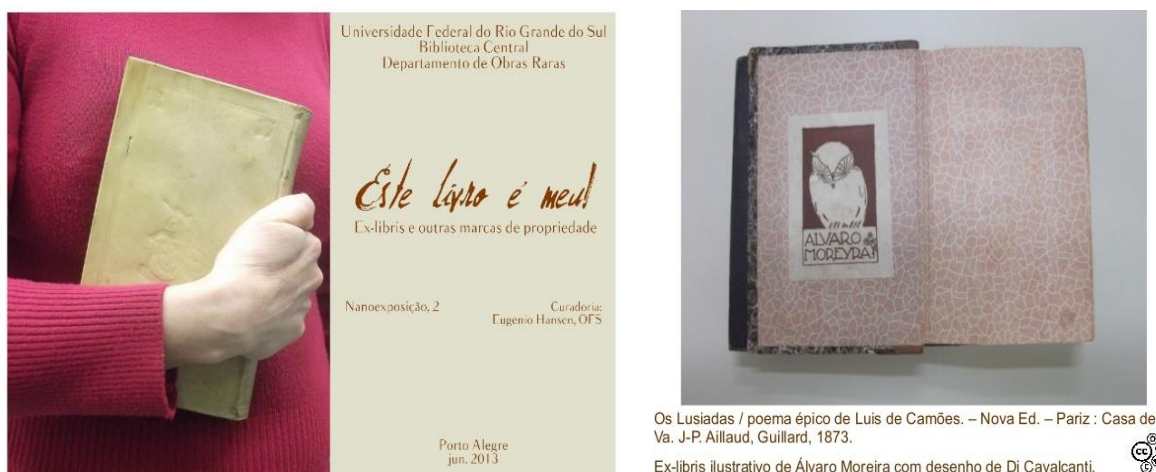 Universidade Federal do Rio Grande do Sul
Biblioteca Central
Departamento de Obras Raras
Este livro é meu!
Ex-libris e outras marcas de propriedade
Nanoexposição, 2
Curadoria:
Eugenio Hansen, OFS
Porto Alegre
jun. 2013
ALVARO
MOREYRA
Os Lusiadas / poema épico de Luis de Camões. – Nova Ed. – Pariz : Casa de
Va. J-P. Aillaud, Guillard, 1873.
Ex-libris ilustrativo de Álvaro Moreira com desenho de Di Cavalcanti.
cc